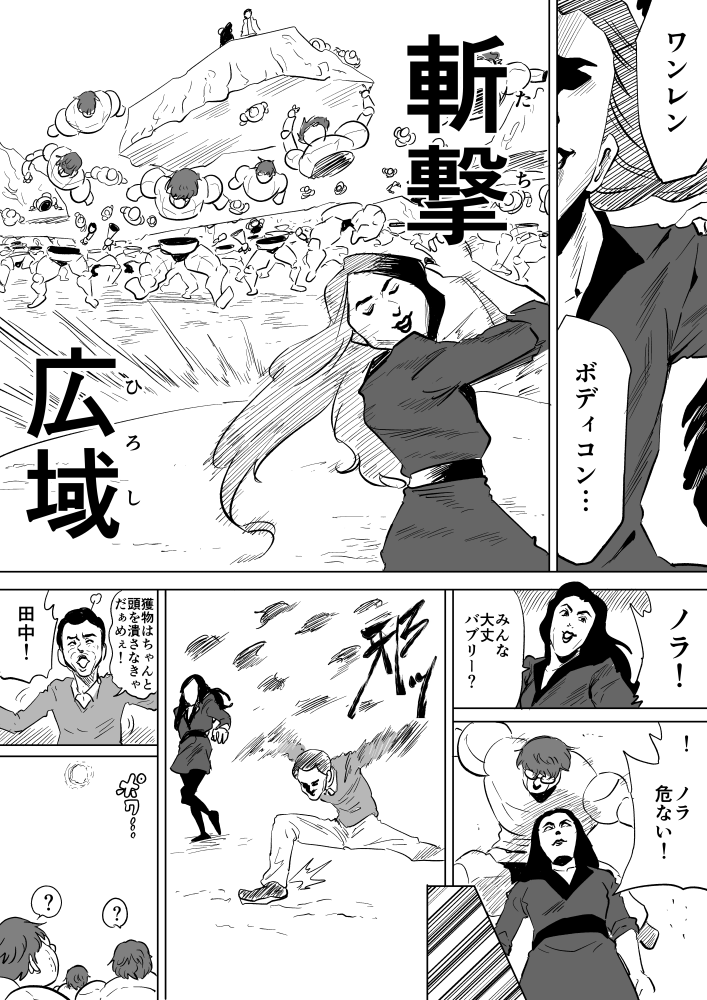 ワンレン
ボディコン…
斬撃
たち
広域
ひろし
ノラ！
みんな
大丈
バブリー？
！
ノラ
危ない！
ポワ…
？
？
獲物はちゃんと
頭を潰さなきゃ
だぁめぇ！
田中！